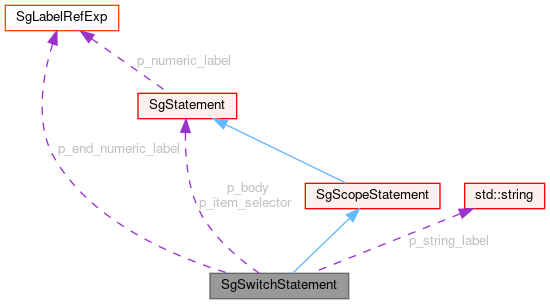 SgLabelRefExp
p_numeric_label
SgStatement
p_end_numeric_label
p_body
p_item_selector
SgScopeStatement
std::string
p_string_label
SgSwitchStatement